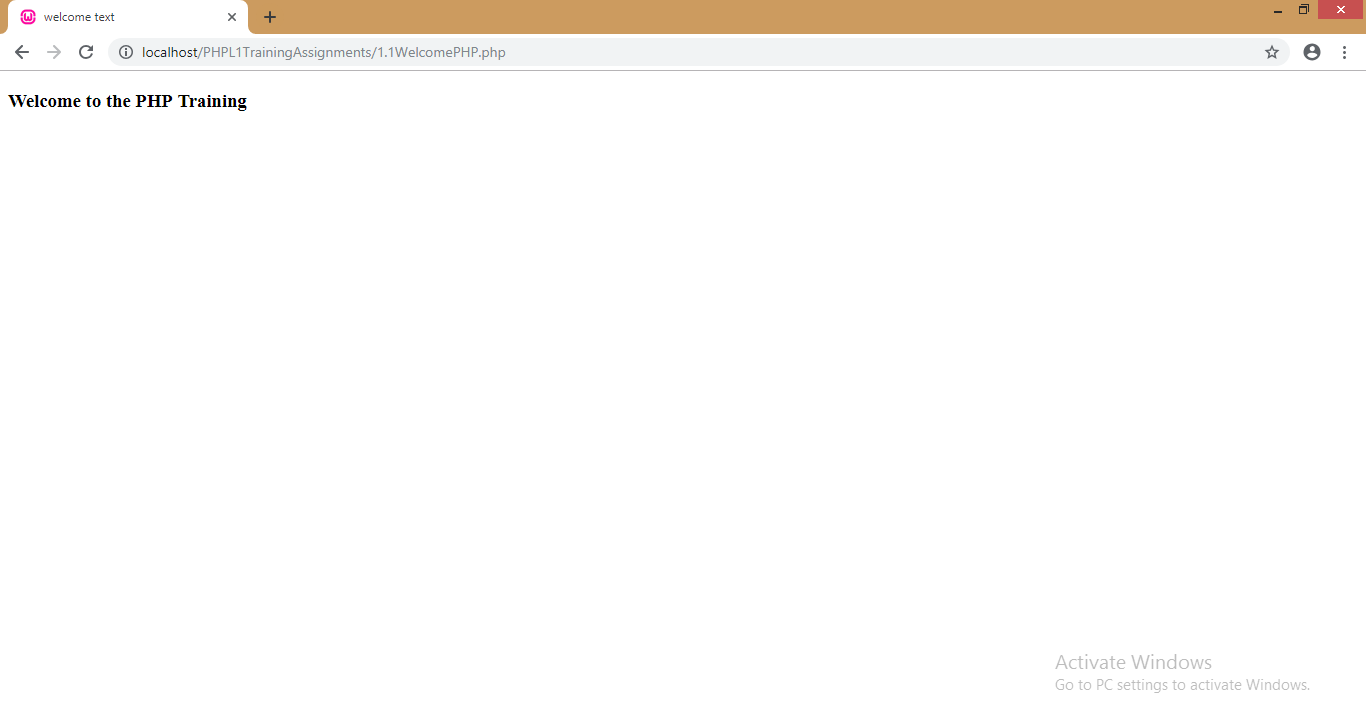 welcome text
localhost/PHPL1TrainingAssignments/1.1WelcomePHP.php
Welcome to the PHP Training
Activate Windows
Go to PC settings to activate Windows.